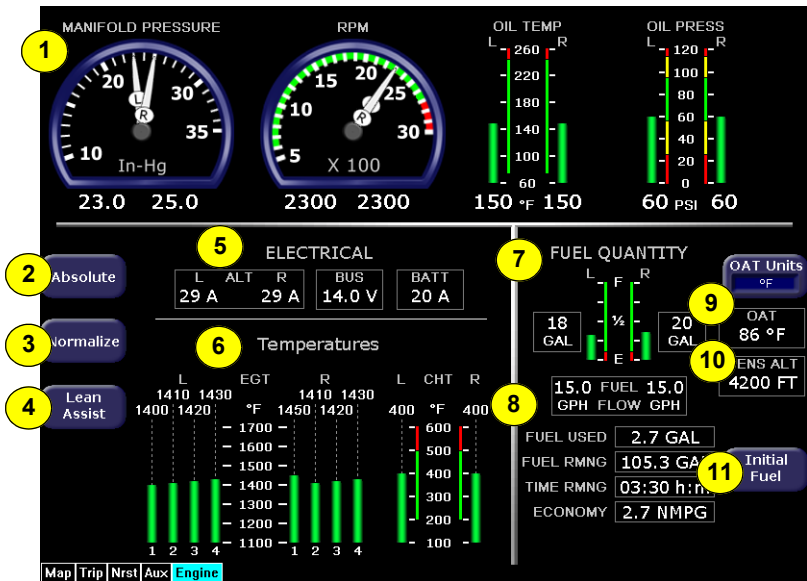 MANIFOLD PRESSURE
RPM
OIL TEMP
OIL PRESS
1
L
260
R
L
120
R
20
30
35
10
In-Hg
L
R
5
10
15
20
25
30
X 100
R
220
180
140
100
60
100
80
60
40
20
0
23.0 25.0
2300 2300
150 °F 150
60 PSI 60
5
ELECTRICAL
7
FUEL QUANTITY
2
Absolute
L ALT R
29 A 29 A
BUS
14.0 V
BATT
20 A
L
F
R
½
E
18
GAL
20
GAL
OAT Units
°F
9
OAT
86 °F
3
Normalize
6
Temperatures
10
ENS ALT
4200 FT
4
Lean
Assist
L EGT R
1410 1430
1400 1420
°F
1410 1430
1450 1420
1700
1600
1500
1400
1300
1200
1100
1 2 3 4
1 2 3 4
L CHT R
400 °F 400
600
500
400
300
200
100
8
15.0 FUEL 15.0
GPH FLOW GPH
FUEL USED 2.7 GAL
FUEL RMNG 105.3 GAL
TIME RMNG 03:30 h:m
ECONOMY 2.7 NMPG
11
Initial
Fuel
Map Trip Nrst Aux Engine